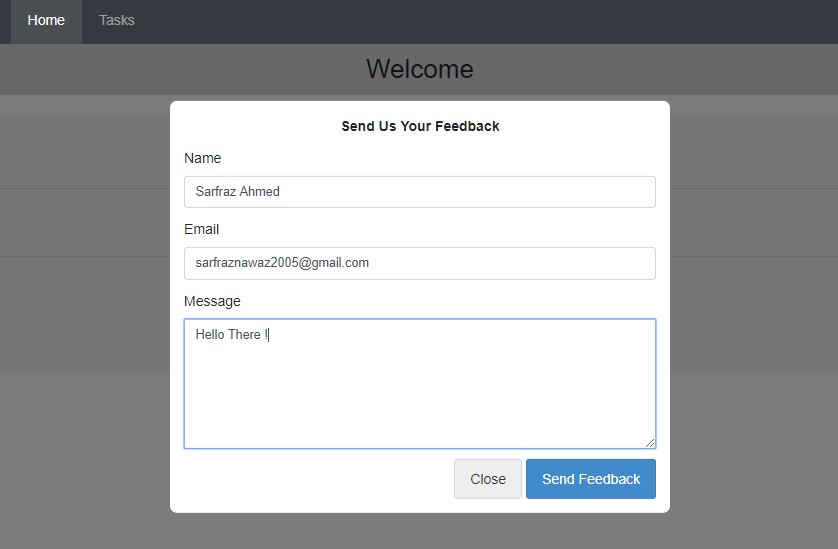 Home Tasks
Welcome
Send Us Your Feedback
Name
Sarfraz Ahmed
Email
sarfraznawaz2005@gmail.com
Message
Hello There !
Close Send Feedback